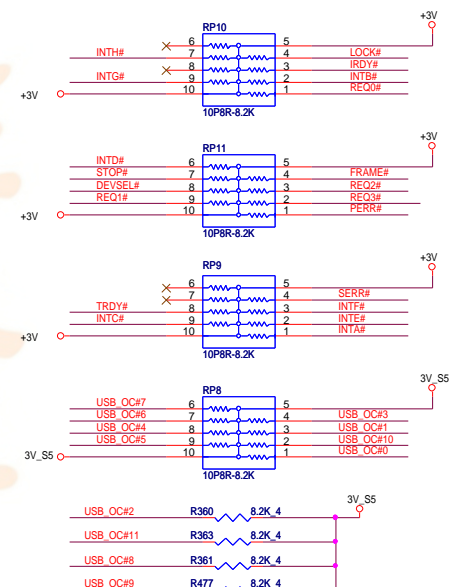 +3V
RP10
6 5
INTH# 7 4 LOCK#
8 3 IRDY#
INTG# 9 2 INTB#
+3V 10 1 REQ0#
10P8R-8.2K
+3V
RP11
INTD# 6 5
STOP# 7 4 FRAME#
DEVSEL# 8 3 REQ2#
REQ1# 9 2 REQ3#
+3V 10 1 PERR#
10P8R-8.2K
+3V
RP9
6 5
7 4 SERR#
TRDY# 8 3 INTF#
INTC# 9 2 INTE#
+3V 10 1 INTA#
10P8R-8.2K
3V_S5
RP8
USB_OC#7 6 5
USB_OC#6 7 4 USB_OC#3
USB_OC#4 8 3 USB_OC#1
USB_OC#5 9 2 USB_OC#10
3V_S5 10 1 USB_OC#0
10P8R-8.2K
3V_S5
USB_OC#2 R360 8.2K_4
USB_OC#11 R363 8.2K_4
USB_OC#8 R361 8.2K_4
USB_OC#9 R477 8.2K_4